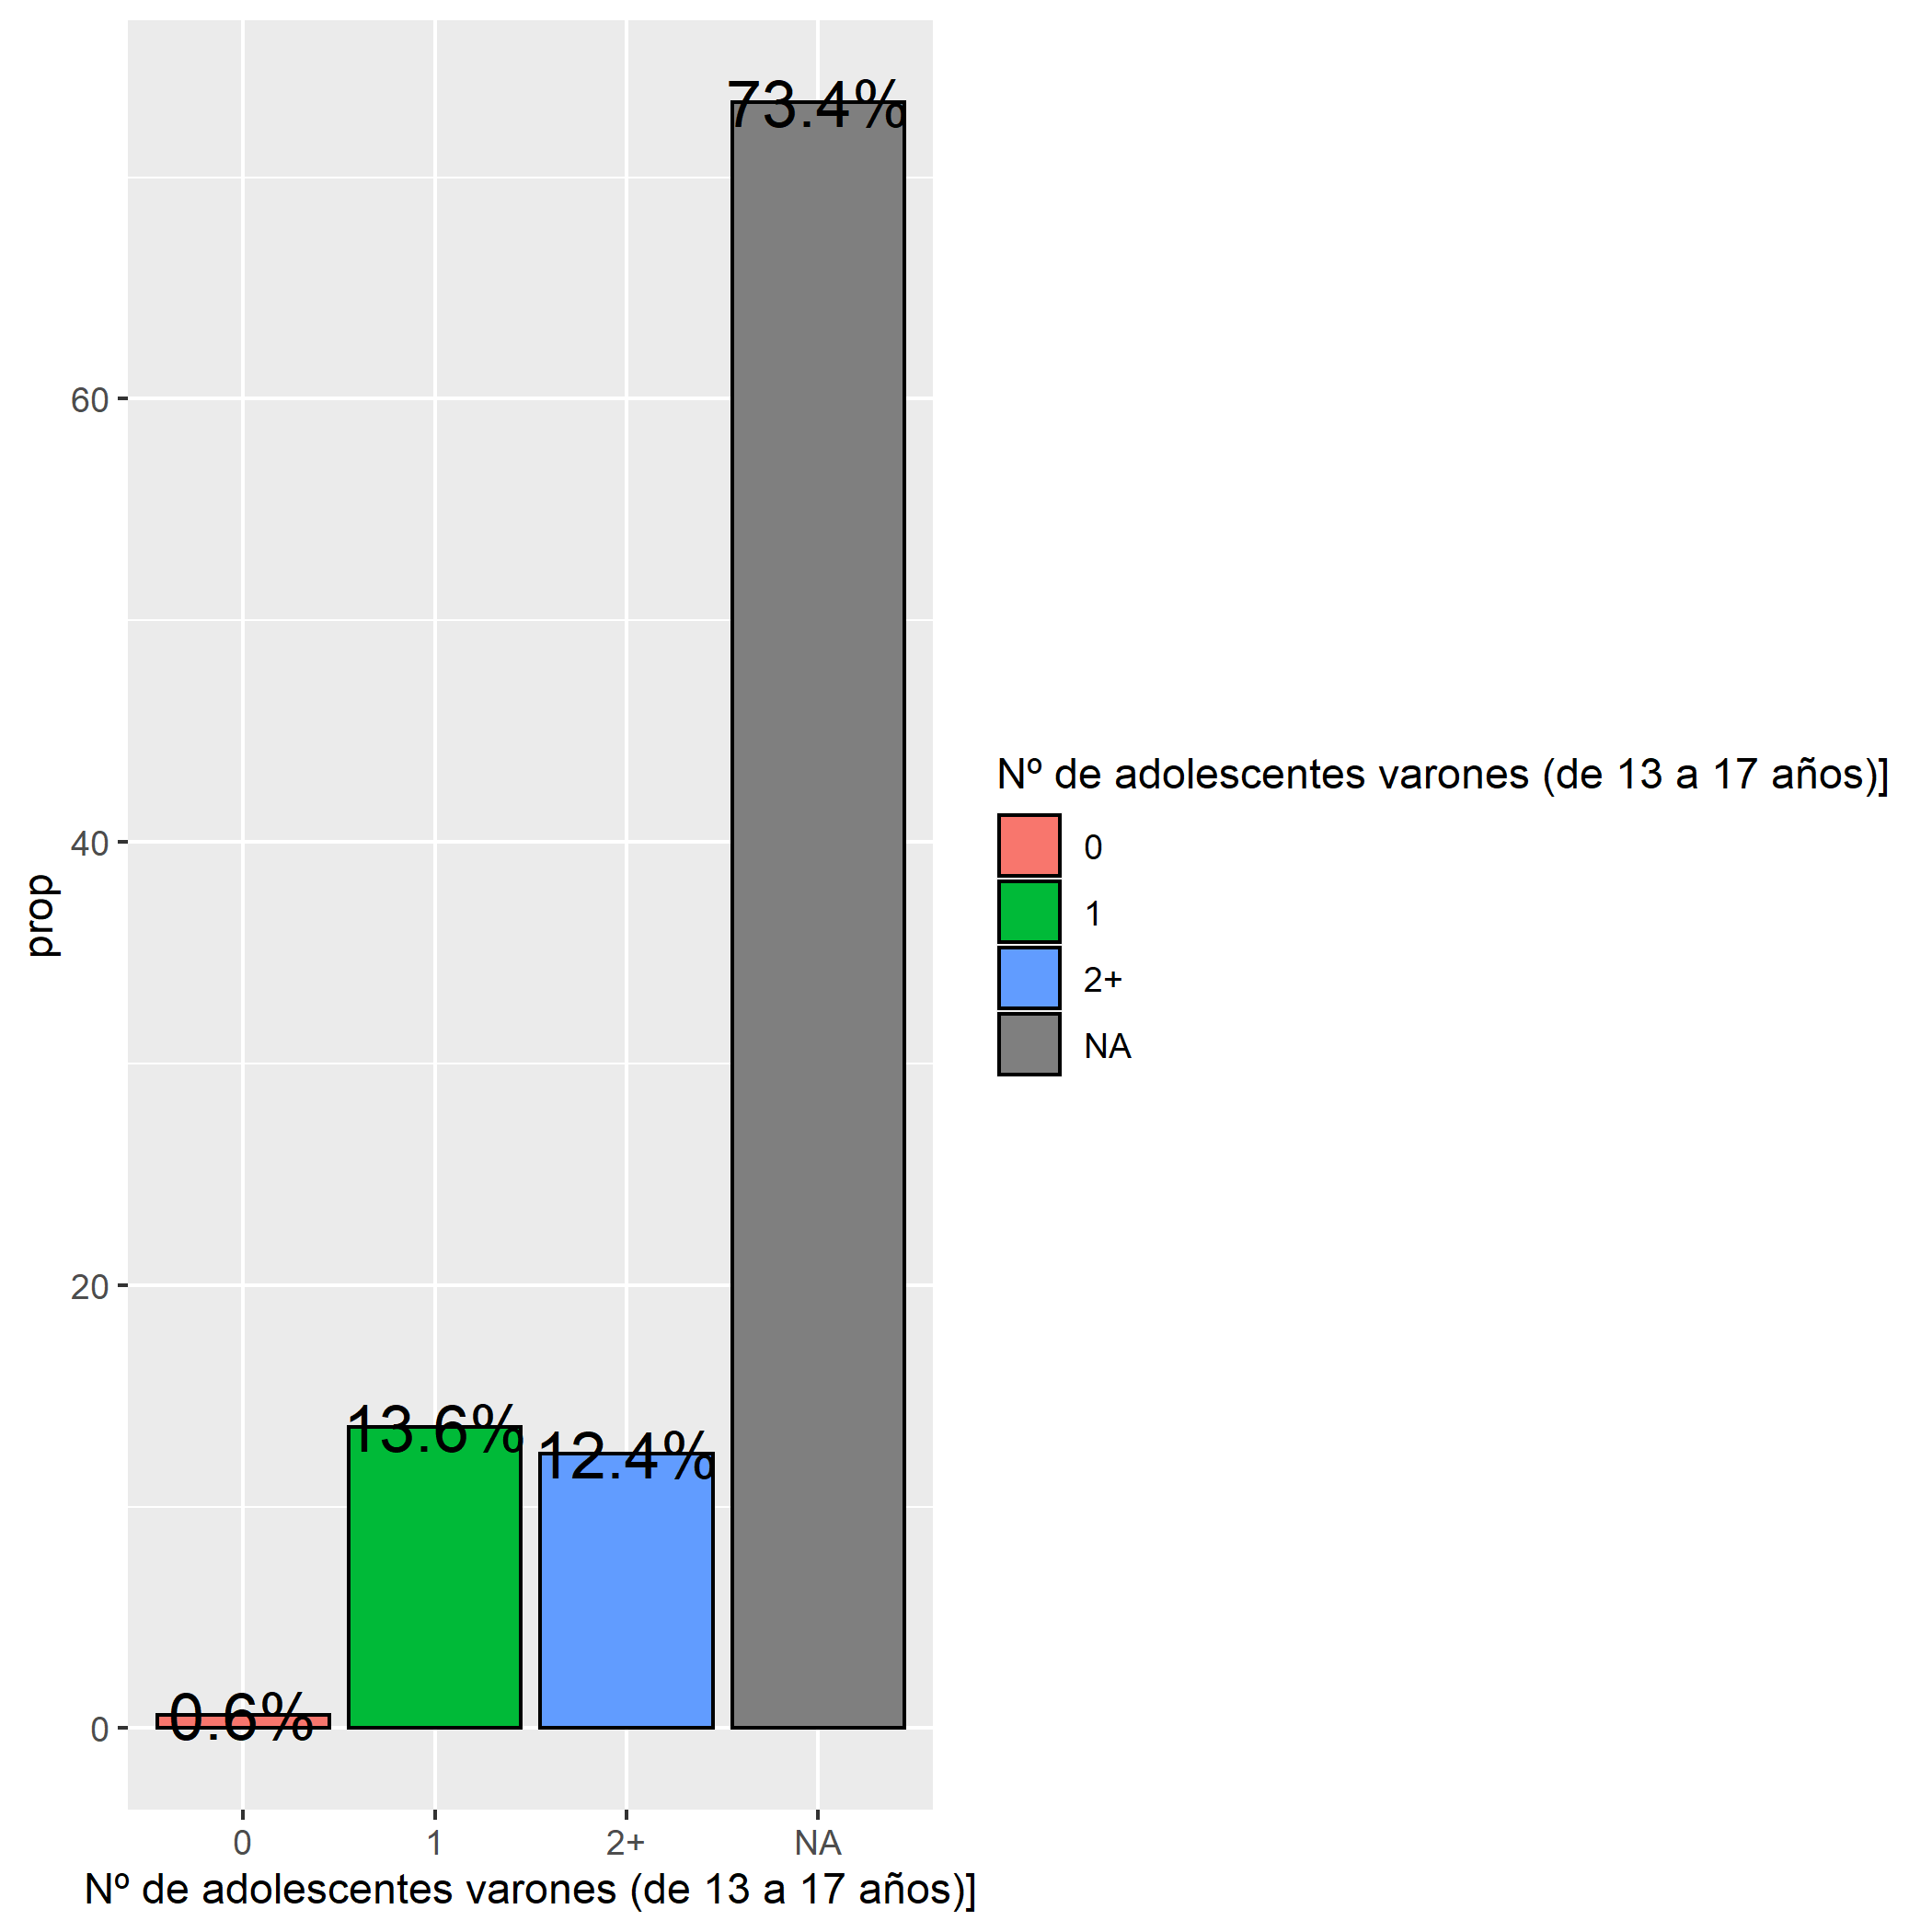 73.4%
60
40
20
0
prop
13.6%
12.4%
0.6%
0 1 2+ NA
Nº de adolescentes varones (de 13 a 17 años)]
Nº de adolescentes varones (de 13 a 17 años)]
0
1
2+
NA